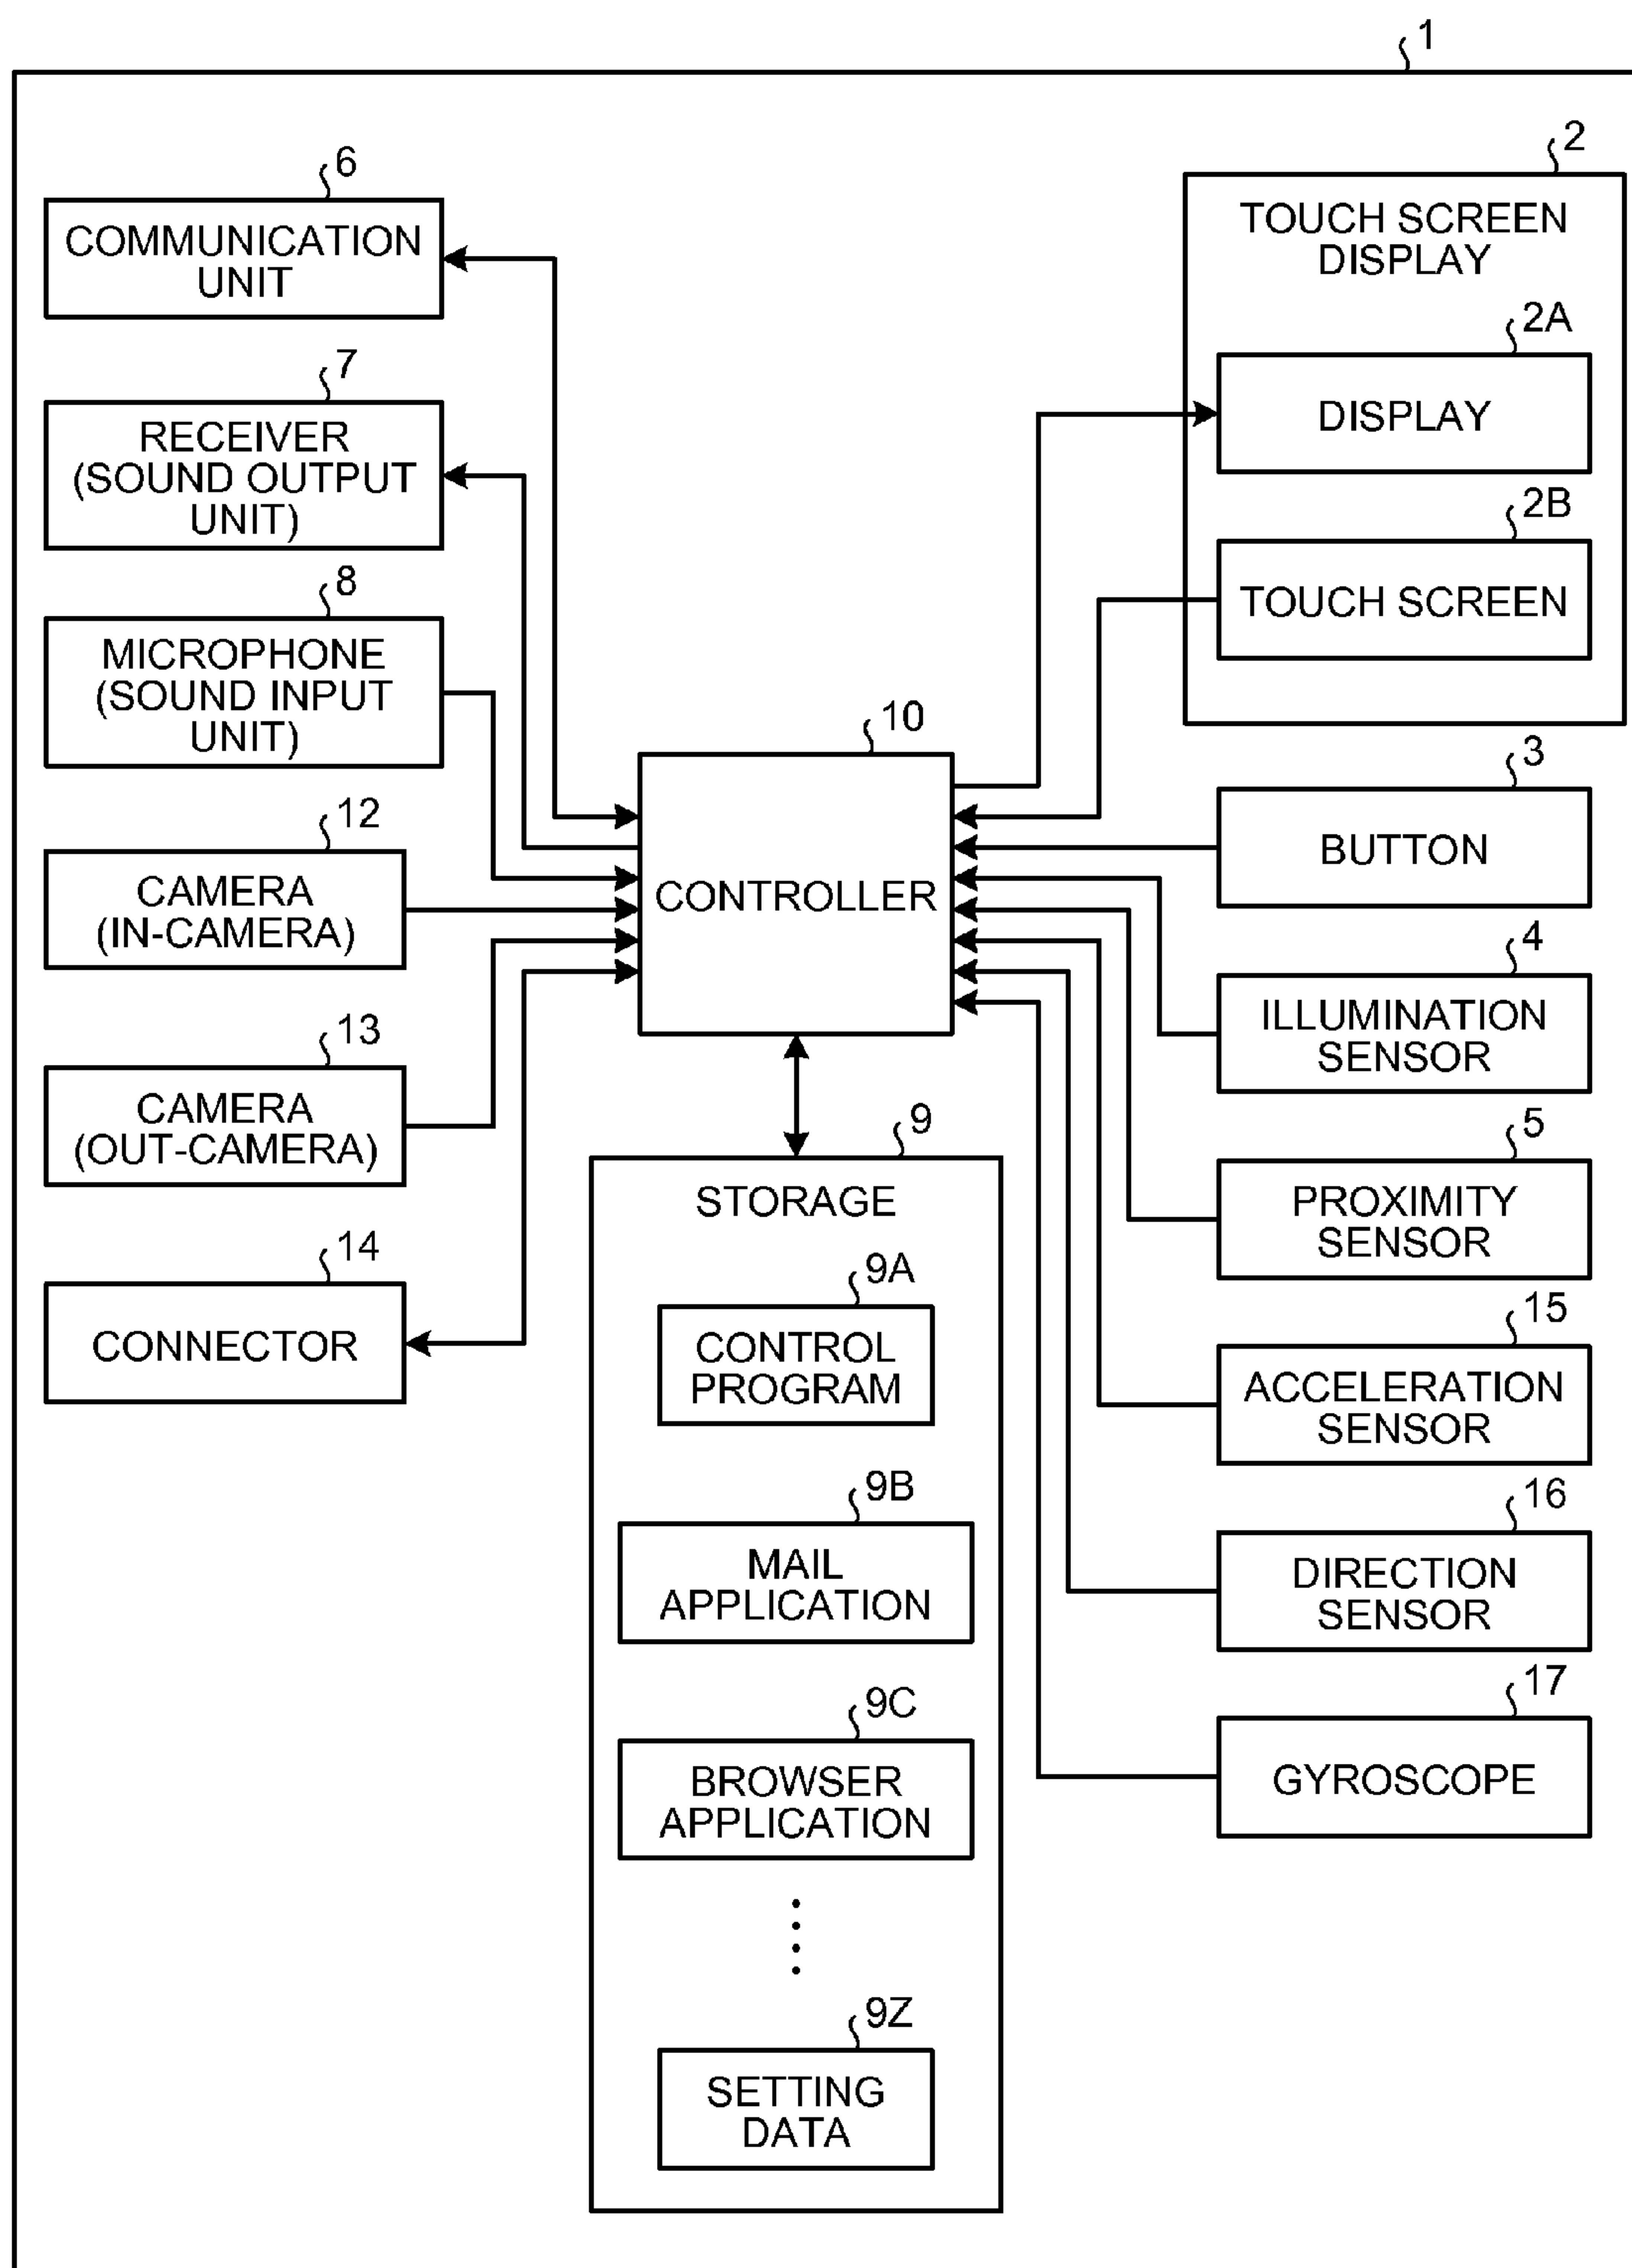 1
6
COMMUNICATION
UNIT
7
RECEIVER
(SOUND OUTPUT
UNIT)
8
MICROPHONE
(SOUND INPUT
UNIT)
12
CAMERA
(IN-CAMERA)
13
CAMERA
(OUT-CAMERA)
14
CONNECTOR
10
CONTROLLER
9
STORAGE
9A
CONTROL
PROGRAM
9B
MAIL
APPLICATION
9C
BROWSER
APPLICATION
9Z
SETTING
DATA
2
TOUCH SCREEN
DISPLAY
2A
DISPLAY
2B
TOUCH SCREEN
3
BUTTON
4
ILLUMINATION
SENSOR
5
PROXIMITY
SENSOR
15
ACCELERATION
SENSOR
16
DIRECTION
SENSOR
17
GYROSCOPE